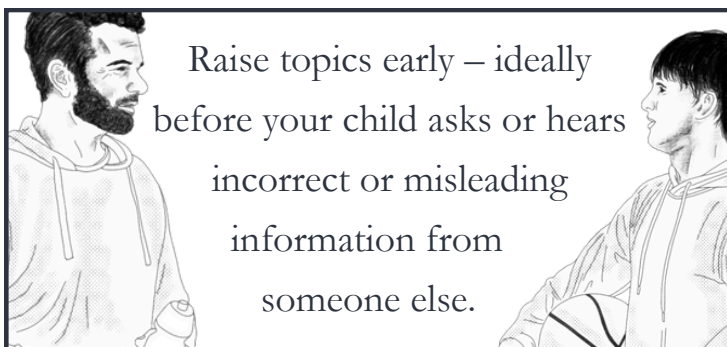 Raise topics early – ideally
before your child asks or hears
incorrect or misleading
information from
someone else.